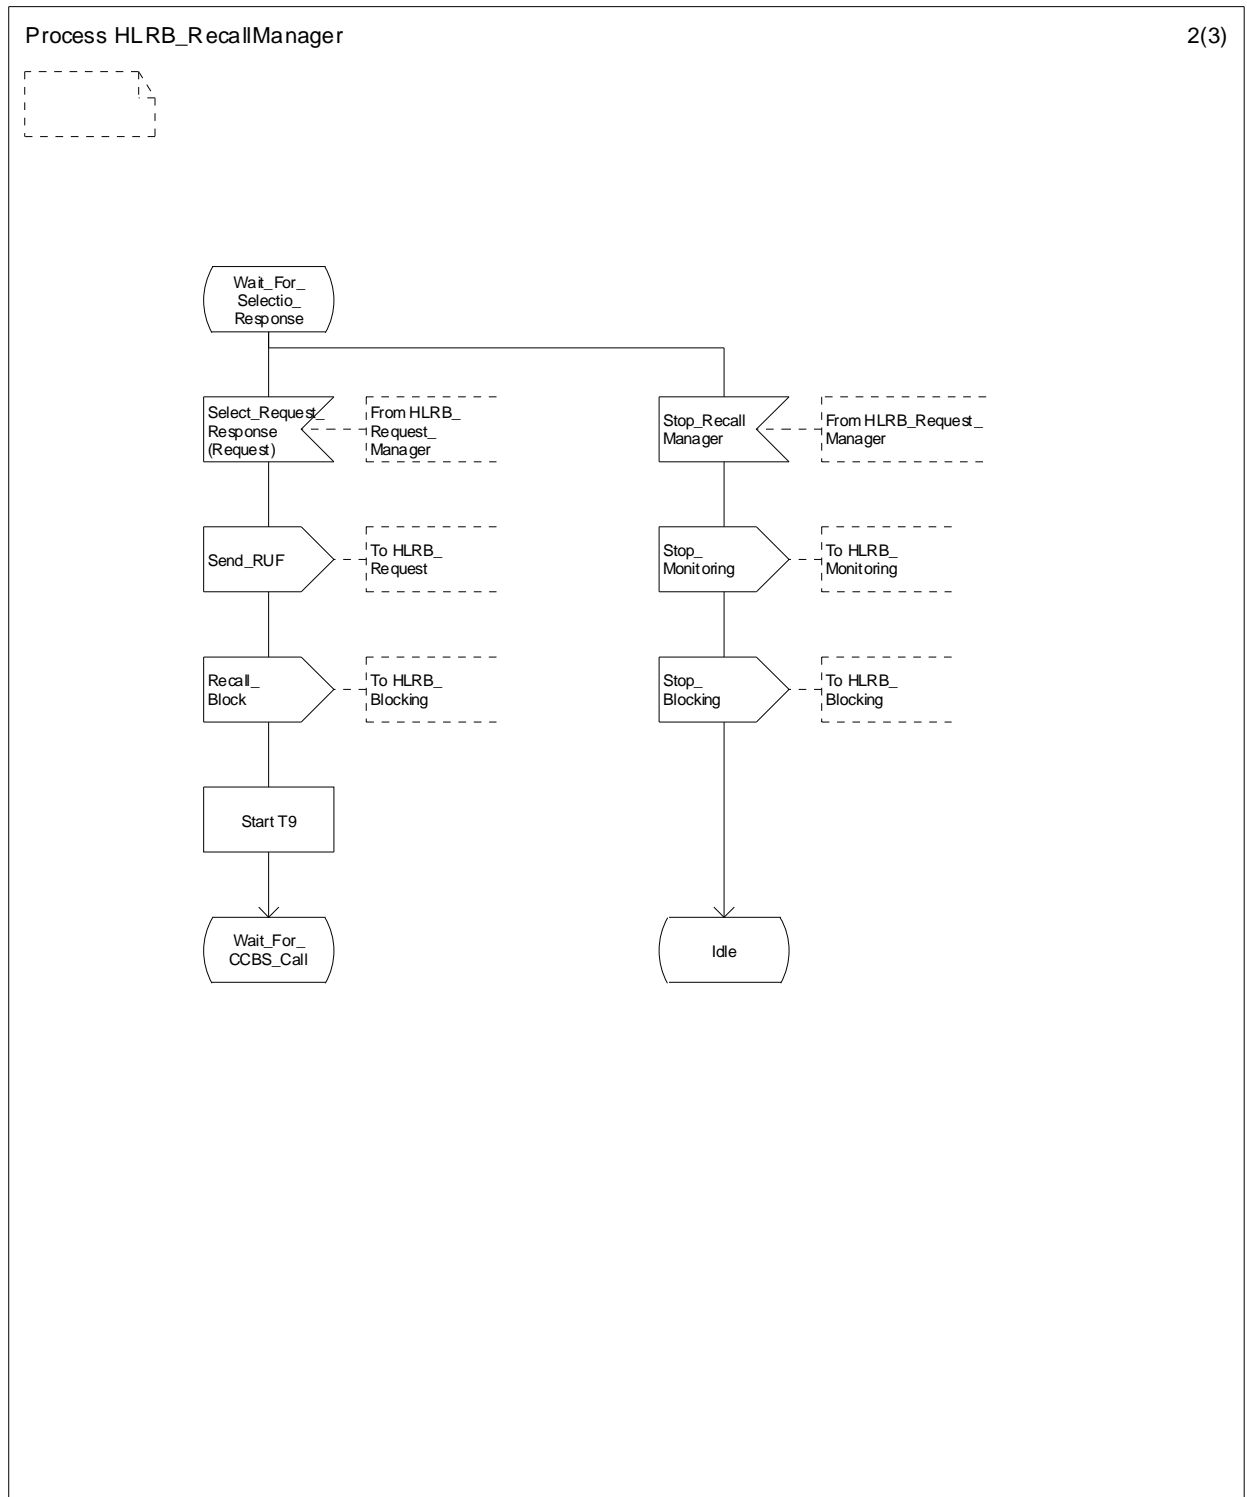 Process HLRB_RecallManager
2(3)
Wait_For_
Selectio_
Response
Select_Request_
Response
(Request)
From HLRB_
Request_
Manager
Stop_Recall
Manager
From HLRB_Request_
Manager
Send_RUF
To HLRB_
Request
Stop_
Monitoring
To HLRB_
Monitoring
Recall_
Block
To HLRB_
Blocking
Stop_
Blocking
To HLRB_
Blocking
Start T9
Wait_For_
CCBS_Call
Idle